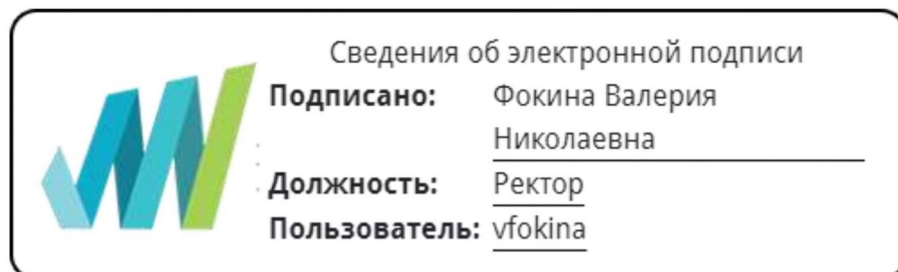 Сведения об электронной подписи
Подписано: Фокина Валерия
Николаевна
Должность: Ректор
Пользователь: vfokina